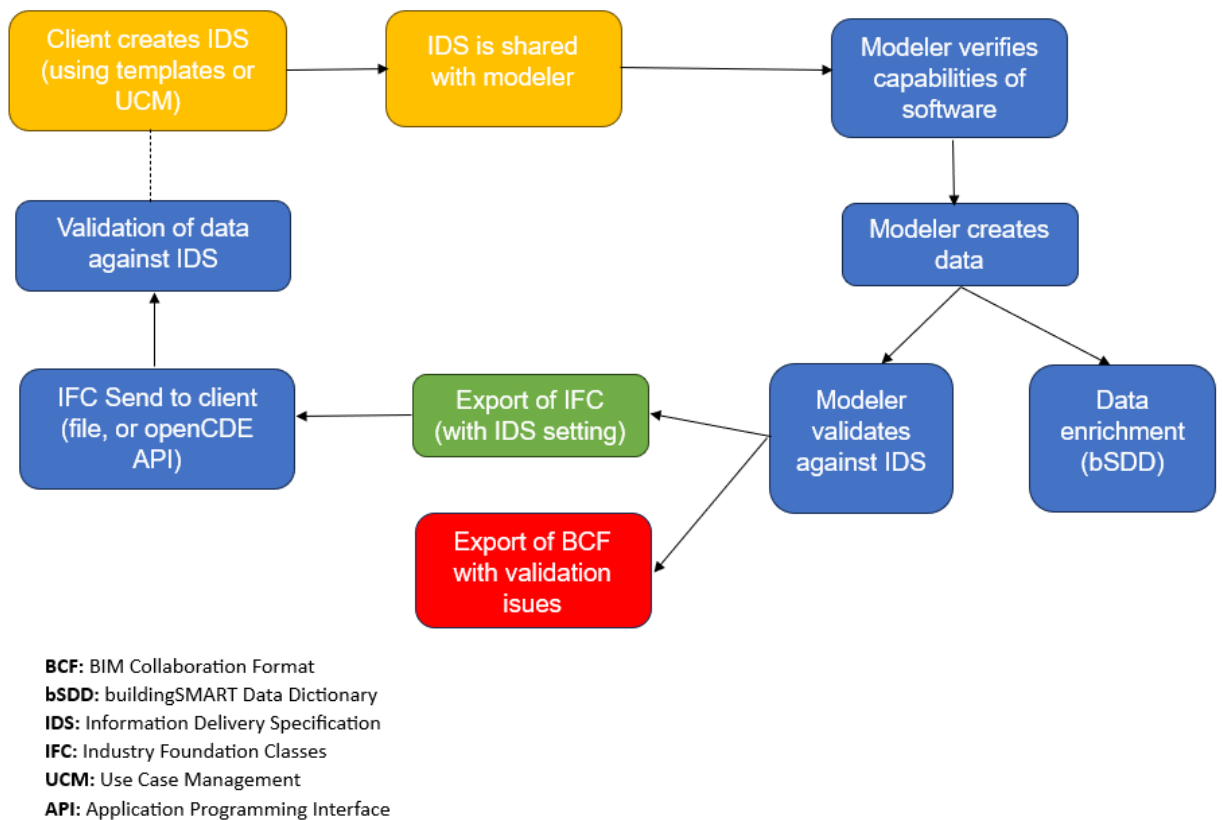 Client creates IDS
(using templates or
UCM)
IDS is shared
with modeler
Modeler verifies
capabilities of
software
Validation of data
against IDS
Modeler creates
data
IFC Send to client
(file, or openCDE
API)
Export of IFC
(with IDS setting)
Modeler
validates
against IDS
Data
enrichment
(bSDD)
Export of BCF
with validation
isues
BCF: BIM Collaboration Format
bSDD: buildingSMART Data Dictionary
IDS: Information Delivery Specification
IFC: Industry Foundation Classes
UCM: Use Case Management
API: Application Programming Interface